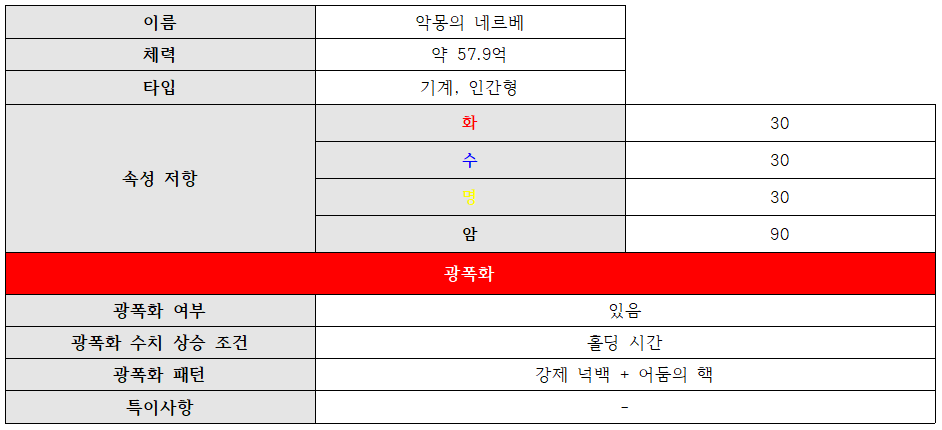 이름 악몽의 네르베
체력 약 57.9억
타입 기계, 인간형
속성 저항
화 30
수 30
명 30
암 90
광폭화
광폭화 여부 있음
광폭화 수치 상승 조건 홀딩 시간
광폭화 패턴 강제 넉백 + 어둠의 핵
특이사항 -